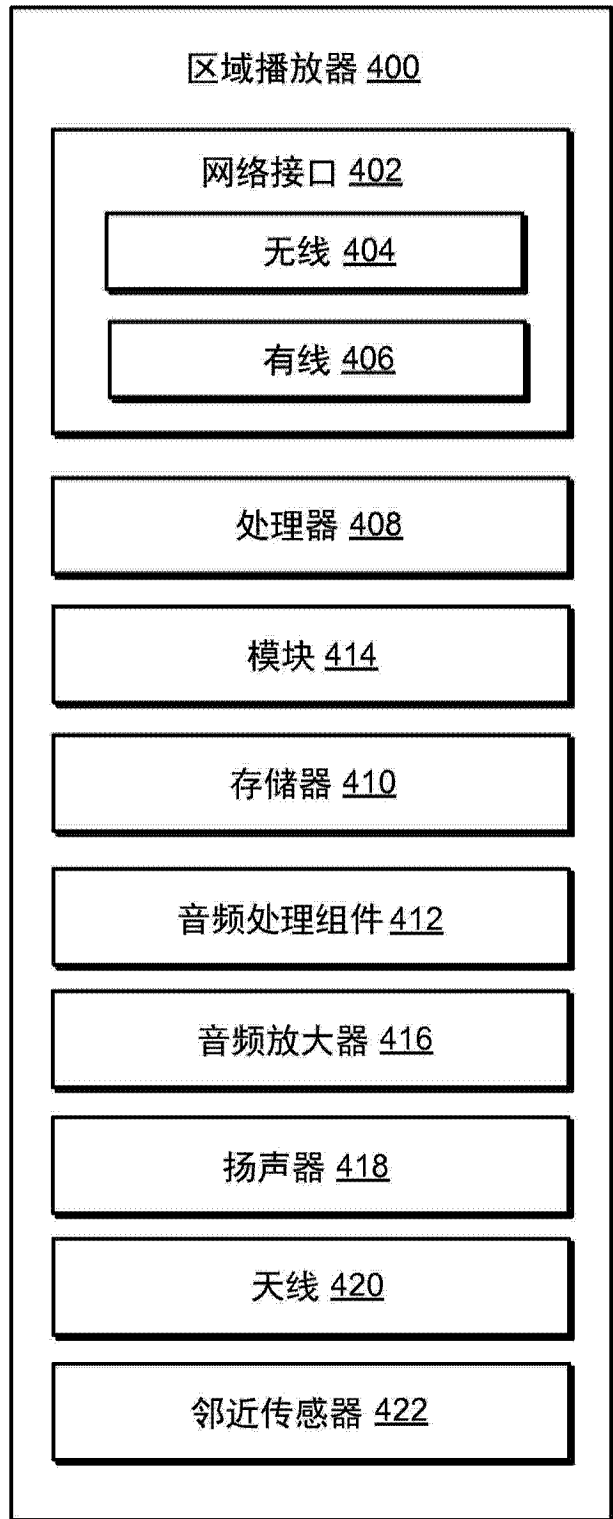 区域播放器 400
网络接口 402
无线 404
有线 406
处理器 408
模块 414
存储器 410
音频处理组件 412
音频放大器 416
扬声器 418
天线 420
邻近传感器 422